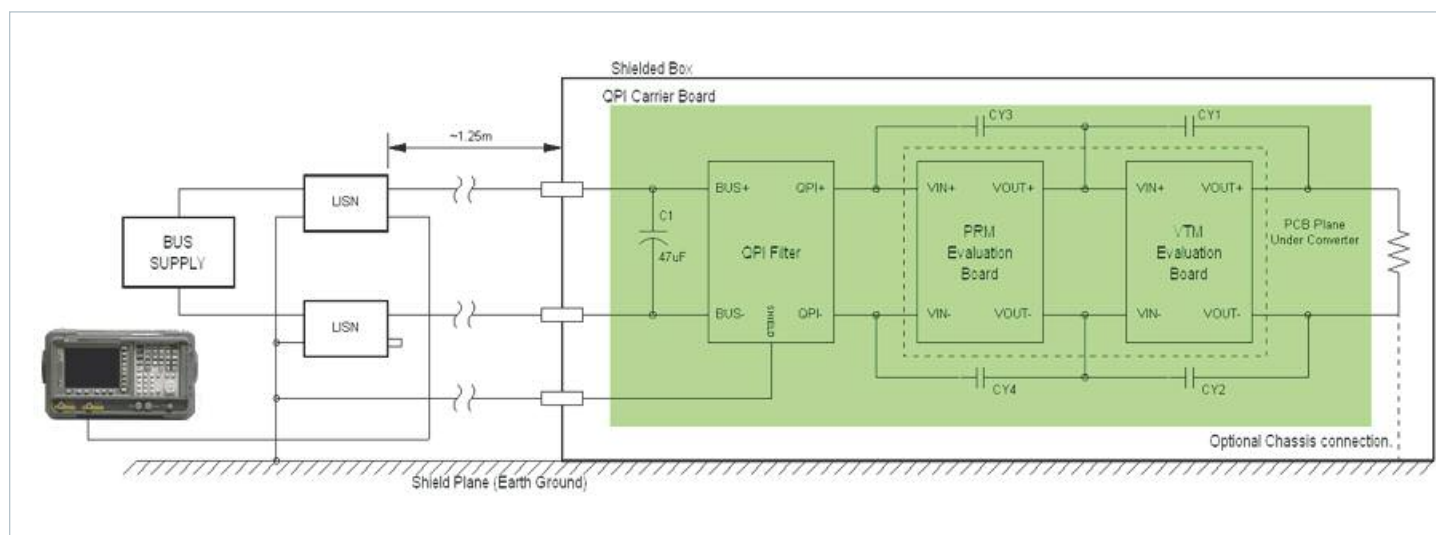 Shielded Box
QPI Carrier Board
CY3
CY1
~1.25m
LISN
BUS+
QPI+
VIN+
VOUT+
VIN+
VOUT+
C1
47uF
BUS
SUPPLY
QPI Filter
PRM
Evaluation
Board
VTM
Evaluation
Board
PCB Plane
Under Converter
LISN
BUS-
SHIELD
QPI-
VIN-
VOUT-
VIN-
VOUT-
CY4
CY2
Optional Chassis connection.
Shield Plane (Earth Ground)